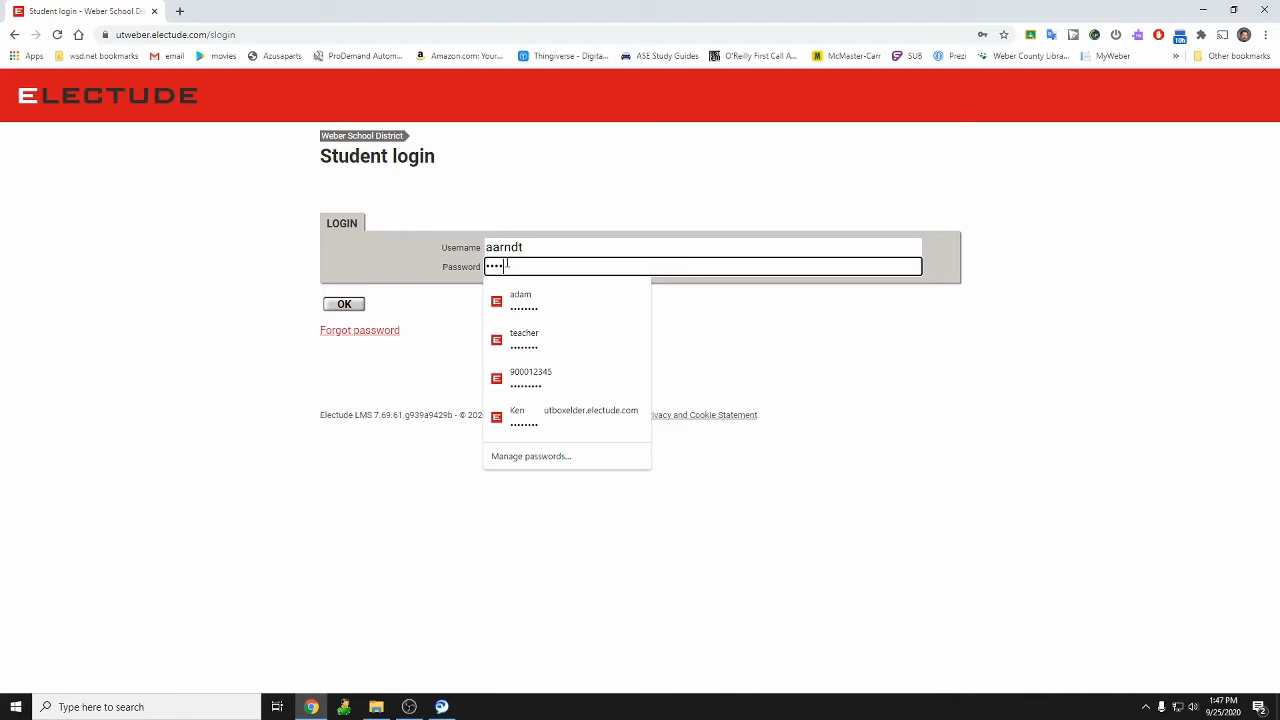 Student login - Weber School Dis
utweber.electude.com/slogin
Apps wsd.net bookmarks email movies Azusaparts ProDemand Autom... Amazon.com: Your... Thingiverse - Digita... ASE Study Guides O'Reilly First Call A... McMaster-Carr SUB Prezi Weber County Libra... MyWeber » Other bookmarks
10h
ELECTUDE
Weber School District
Student login
LOGIN
Username aarndt
Password ••••
OK
adam
••••••••
Forgot password
teacher
••••••••
900012345
•••••••••
Ken utboxelder.electude.com
••••••••
Electude LMS 7.69.61.g939a9429b - © 202 ivacy and Cookie Statement
Manage passwords...
Type here to search
1:47 PM
9/25/2020
2